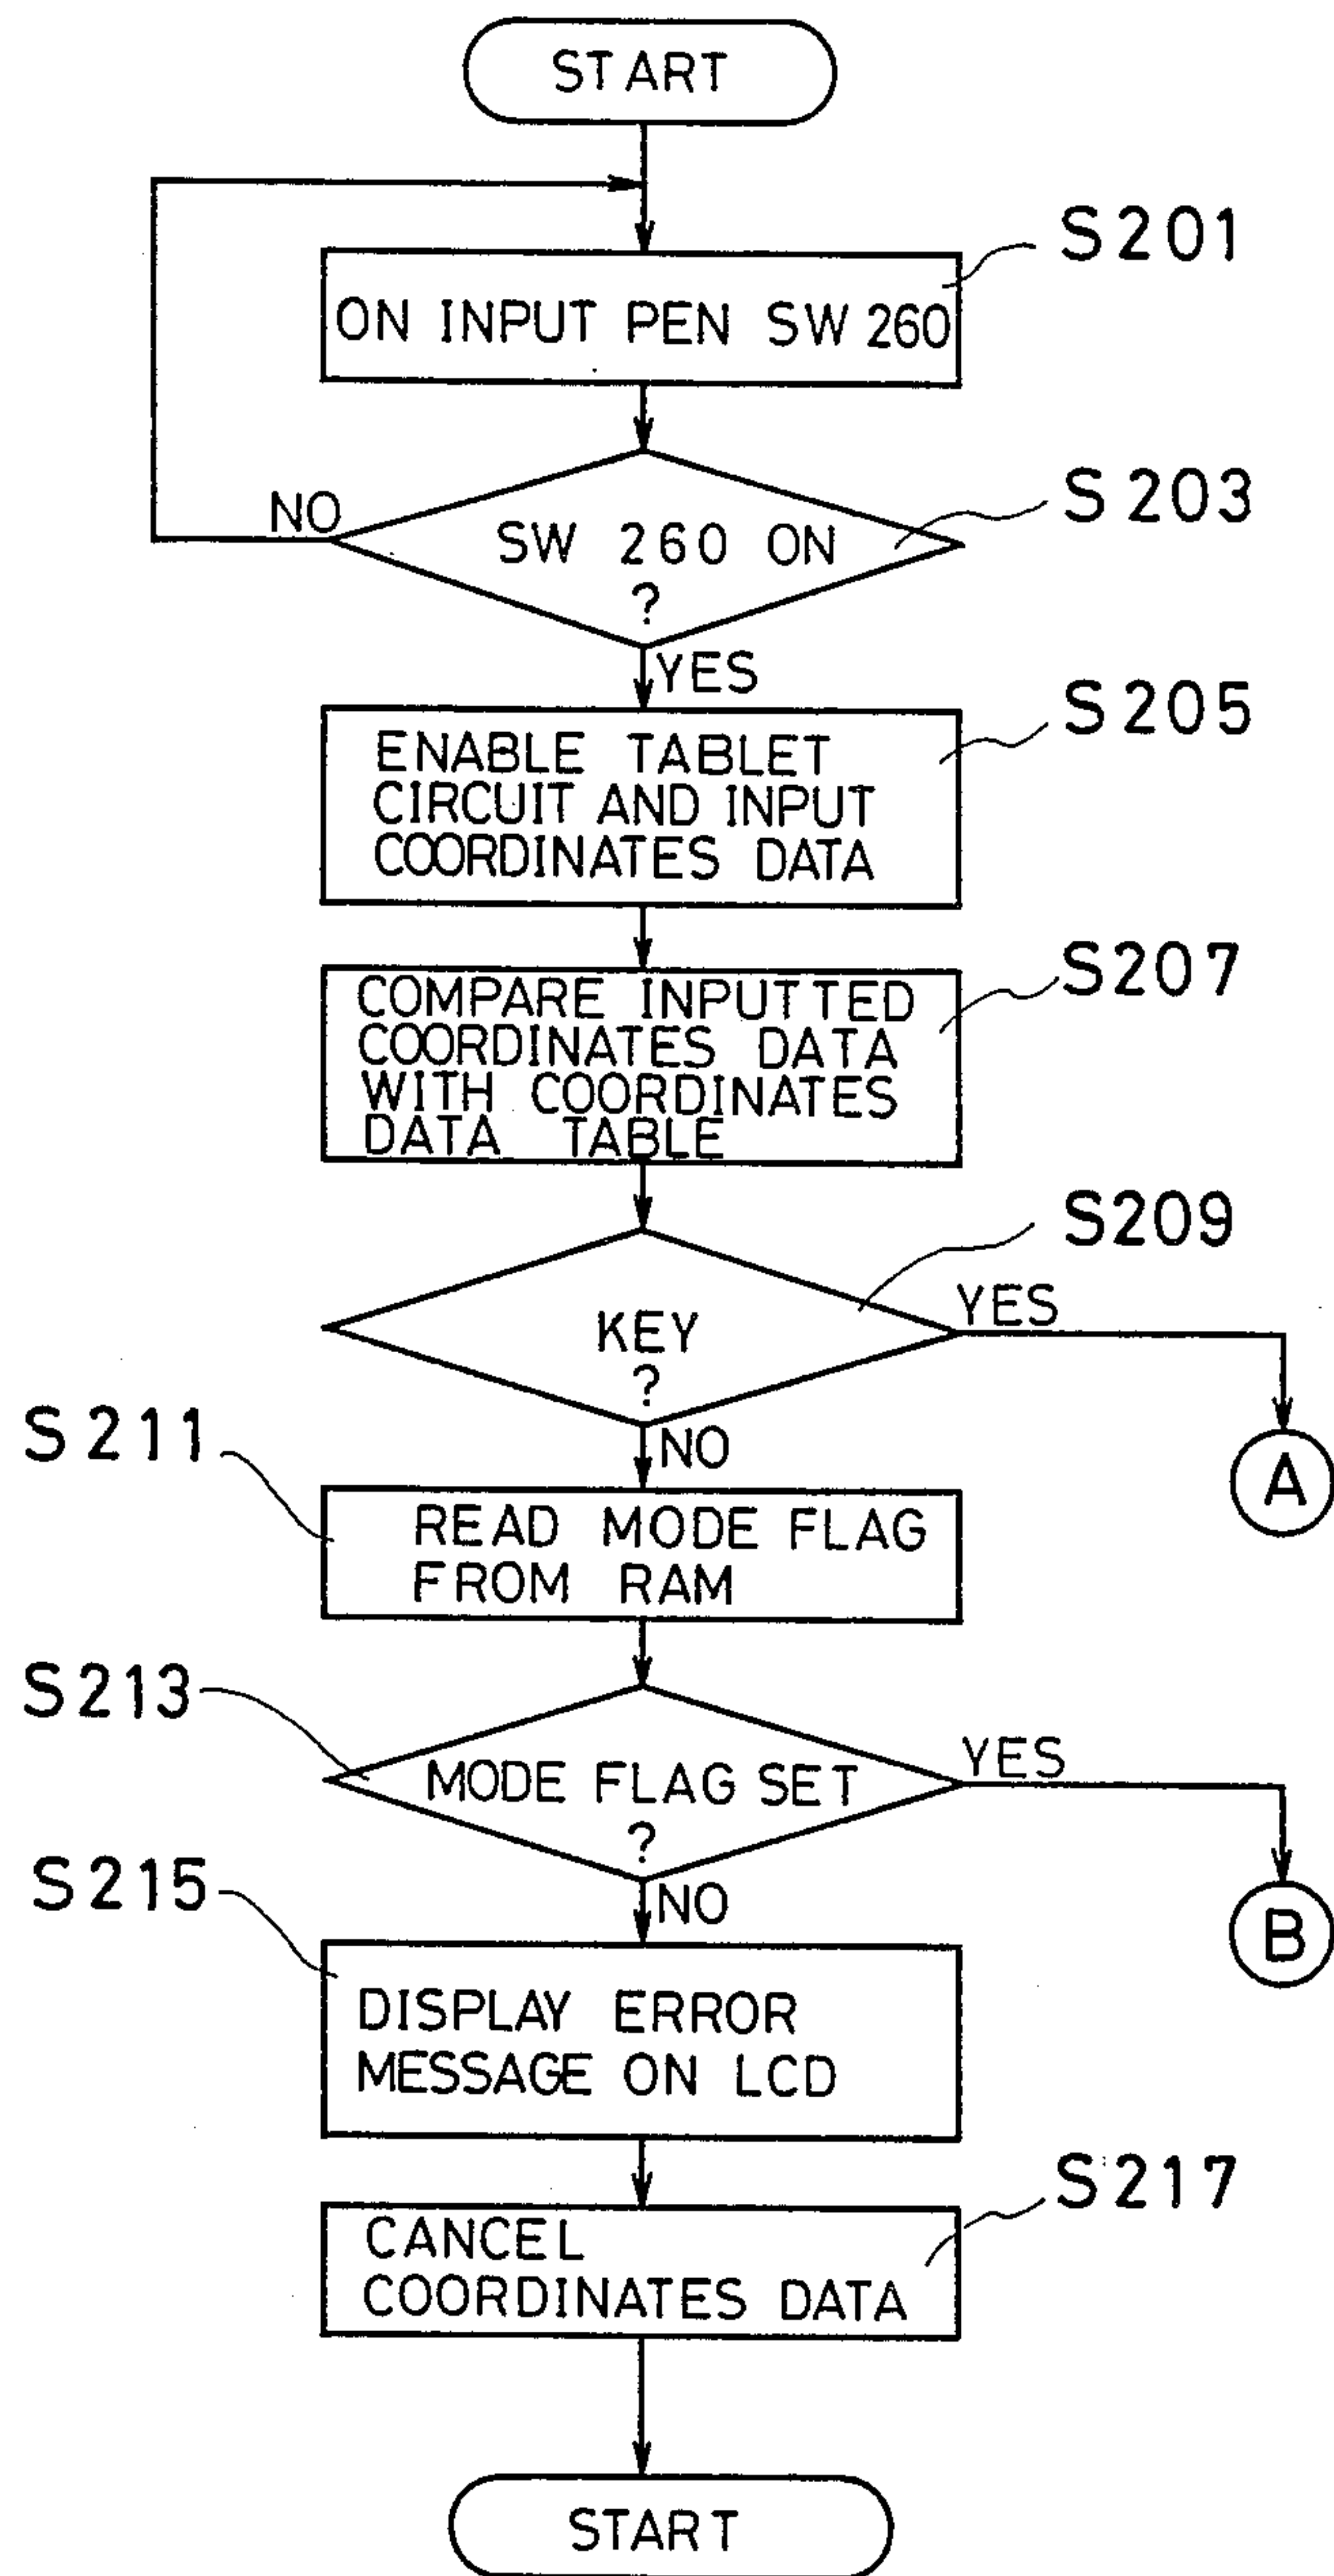 START
S201
ON INPUT PEN SW 260
S203
NO
SW 260 ON
?
YES
S205
ENABLE TABLET
CIRCUIT AND INPUT
COORDINATES DATA
S207
COMPARE INPUTTED
COORDINATES DATA
WITH COORDINATES
DATA TABLE
S209
YES
KEY
?
A
NO
S211
READ MODE FLAG
FROM RAM
S213
YES
MODE FLAG SET
?
B
NO
S215
DISPLAY ERROR
MESSAGE ON LCD
S217
CANCEL
COORDINATES DATA
START